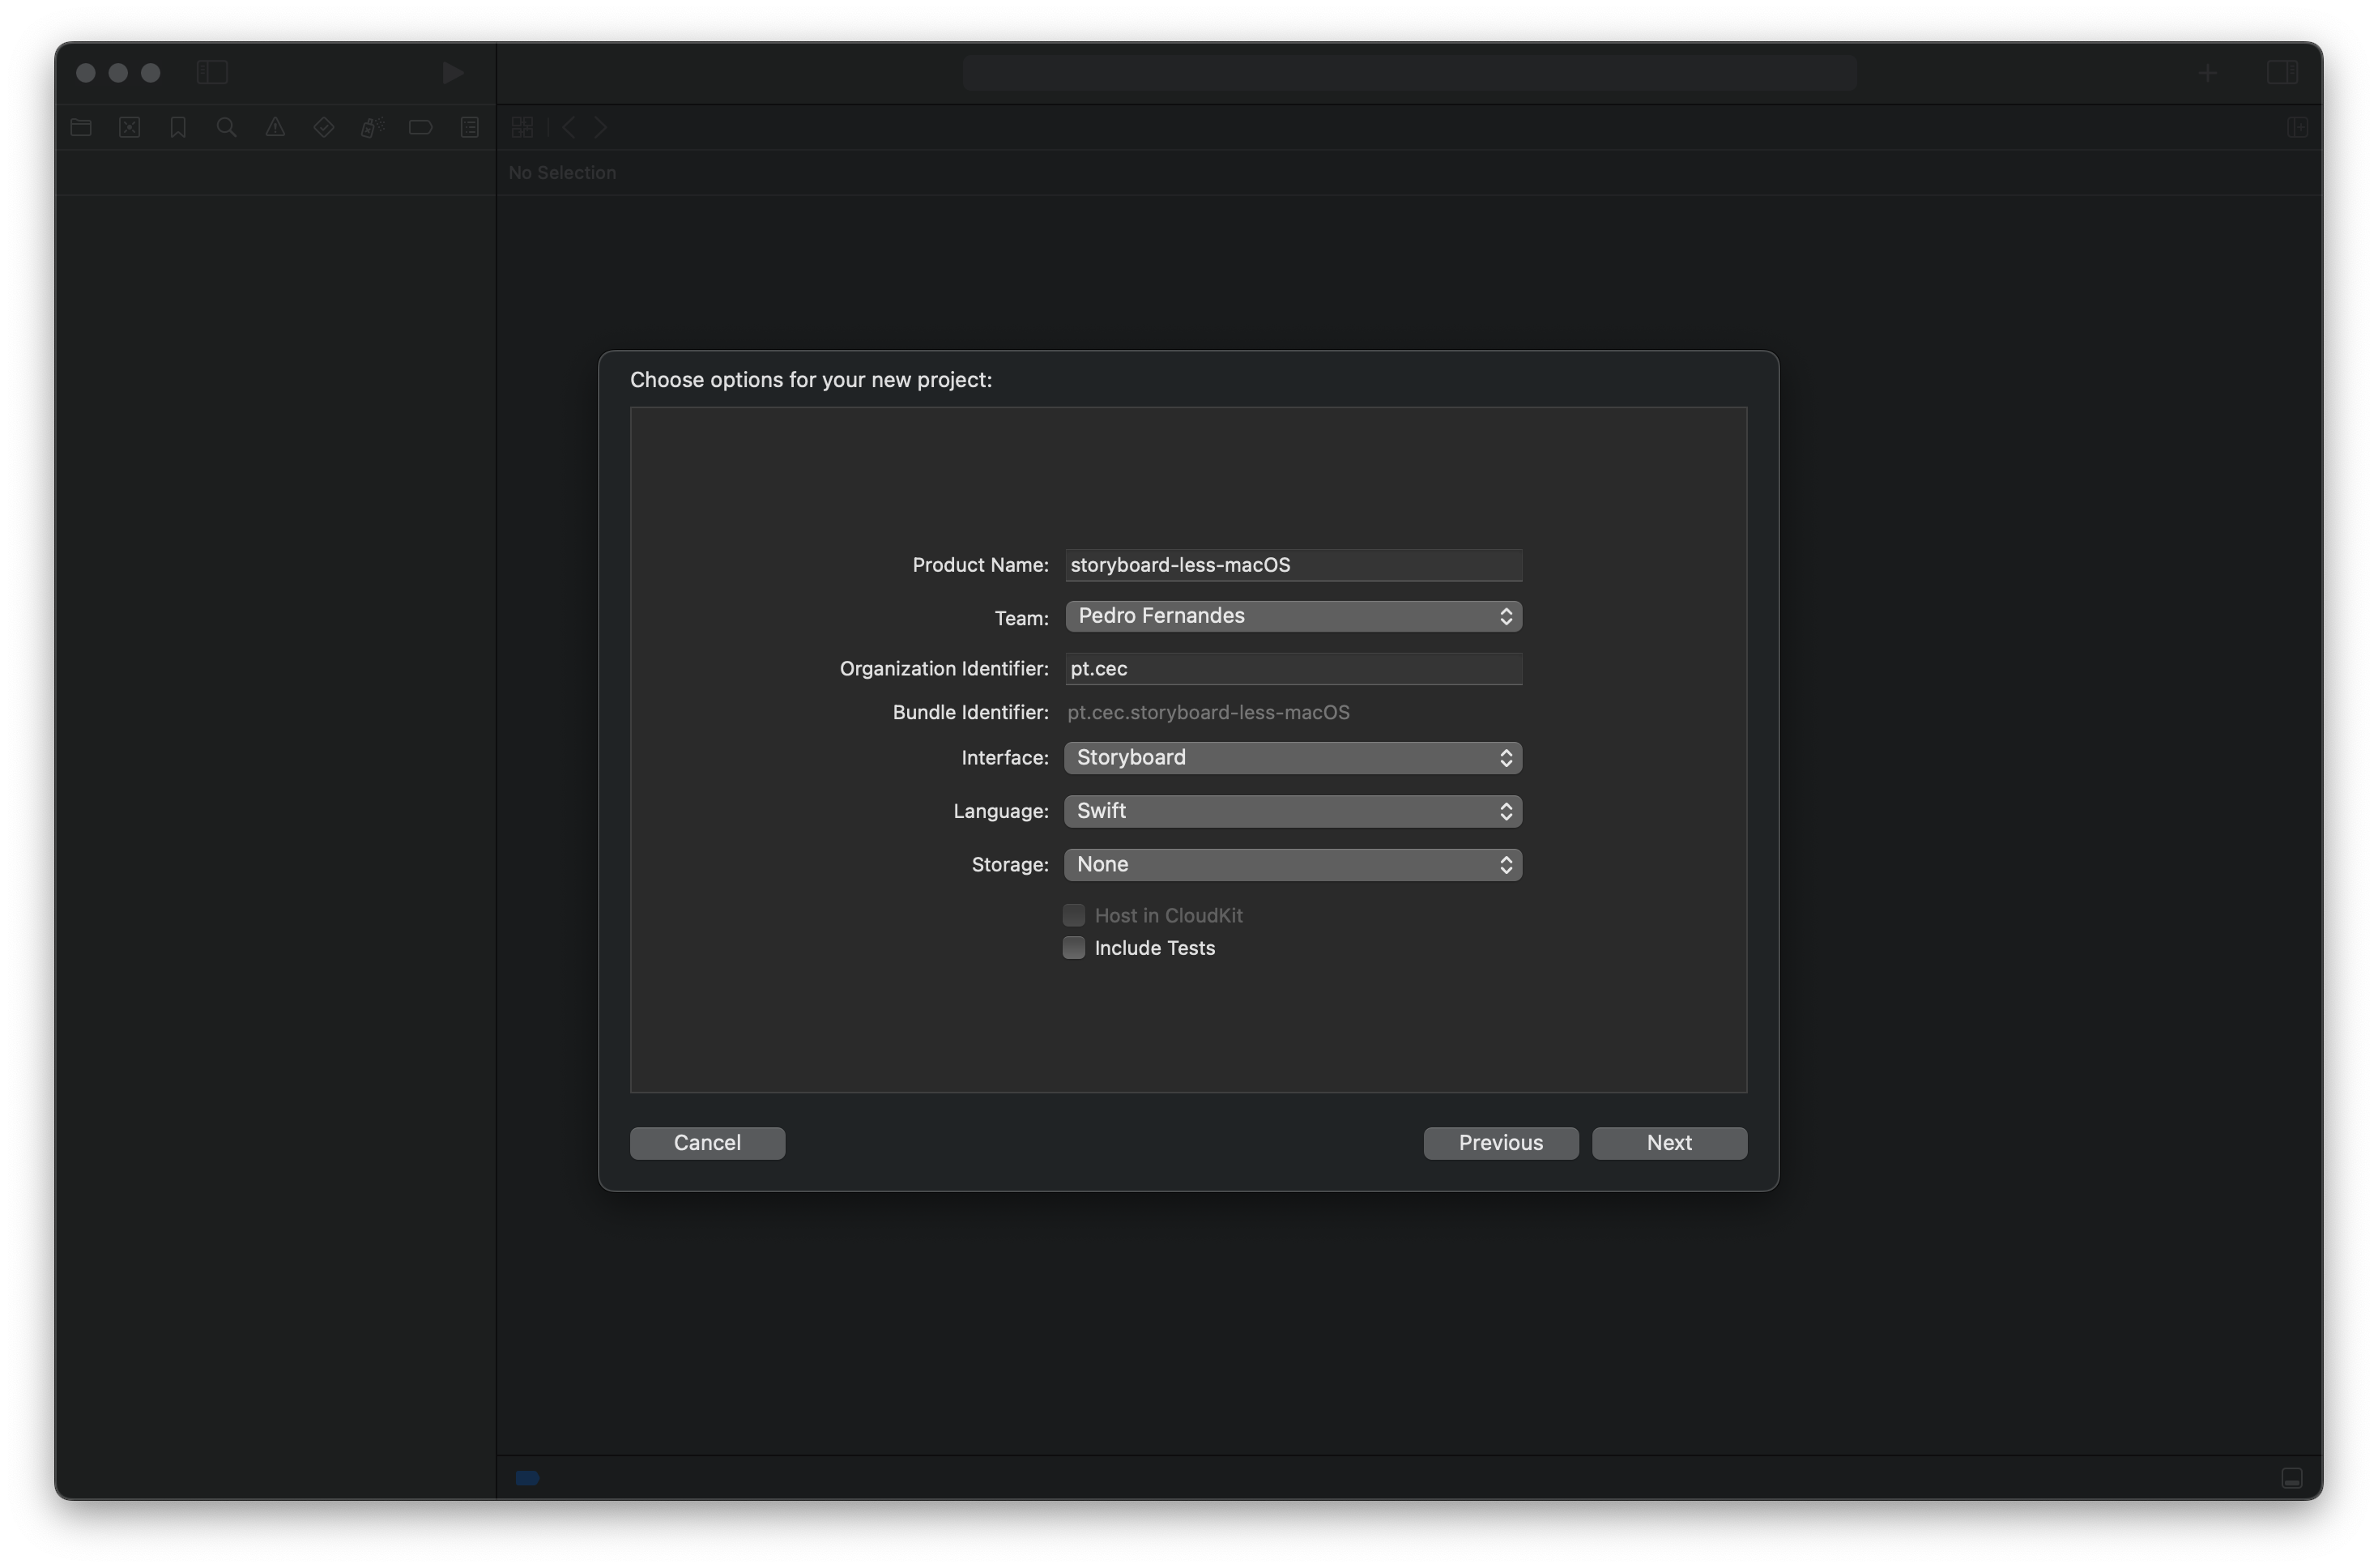 No Selection
Choose options for your new project:
Product Name: storyboard-less-macOS
Team: Pedro Fernandes
Organization Identifier: pt.cec
Bundle Identifier: pt.cec.storyboard-less-macOS
Interface: Storyboard
Language: Swift
Storage: None
Host in CloudKit
Include Tests
Cancel Previous Next